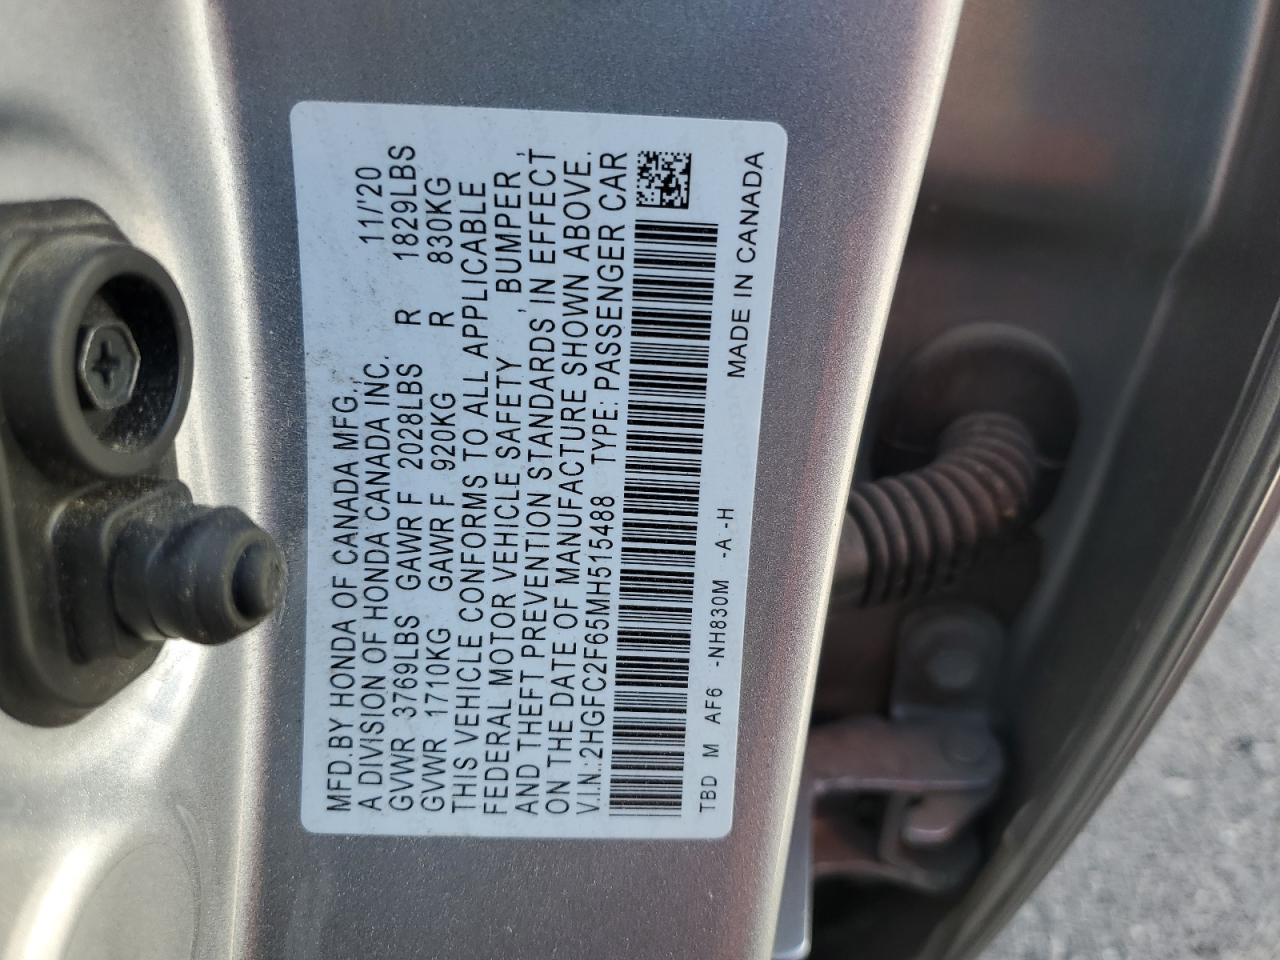 MFD.BY HONDA OF CANADA MFG.,
A DIVISION OF HONDA CANADA INC. 11/'20
GVWR 3769LBS GAWR F 2028LBS R 1829LBS
GVWR 1710KG GAWR F 920KG R 830KG
THIS VEHICLE CONFORMS TO ALL APPLICABLE
FEDERAL MOTOR VEHICLE SAFETY , BUMPER ,
AND THEFT PREVENTION STANDARDS IN EFFECT
ON THE DATE OF MANUFACTURE SHOWN ABOVE.
V.I.N.:2HGFC2F65MH515488 TYPE: PASSENGER CAR
TBD M AF6 -NH830M -A -H
MADE IN CANADA